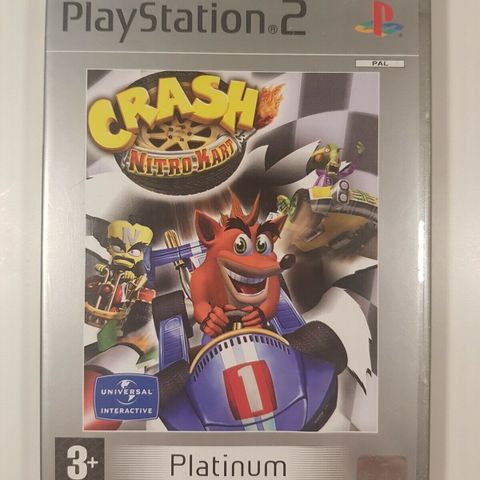 PlayStation®2
PAL
CRASH
NITRO KART
N
1
UNIVERSAL
INTERACTIVE
3+
Platinum